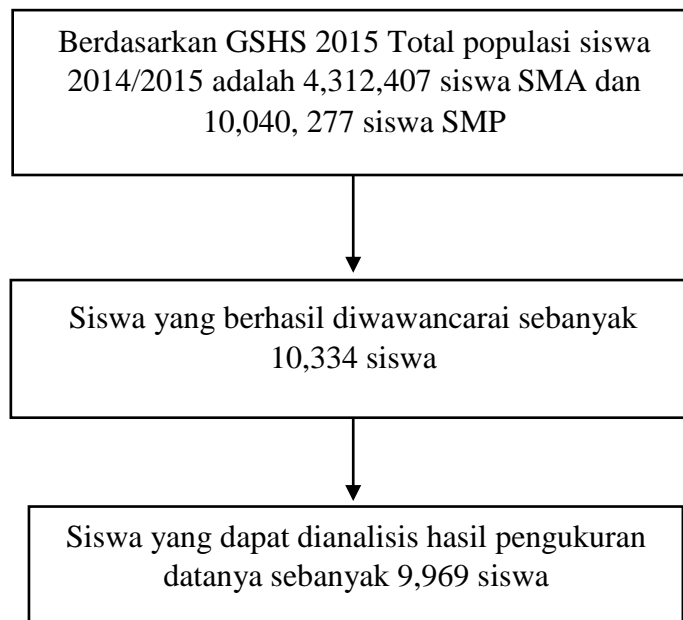 Berdasarkan GSHS 2015 Total populasi siswa
2014/2015 adalah 4,312,407 siswa SMA dan
10,040, 277 siswa SMP
Siswa yang berhasil diwawancarai sebanyak
10,334 siswa
Siswa yang dapat dianalisis hasil pengukuran
datanya sebanyak 9,969 siswa